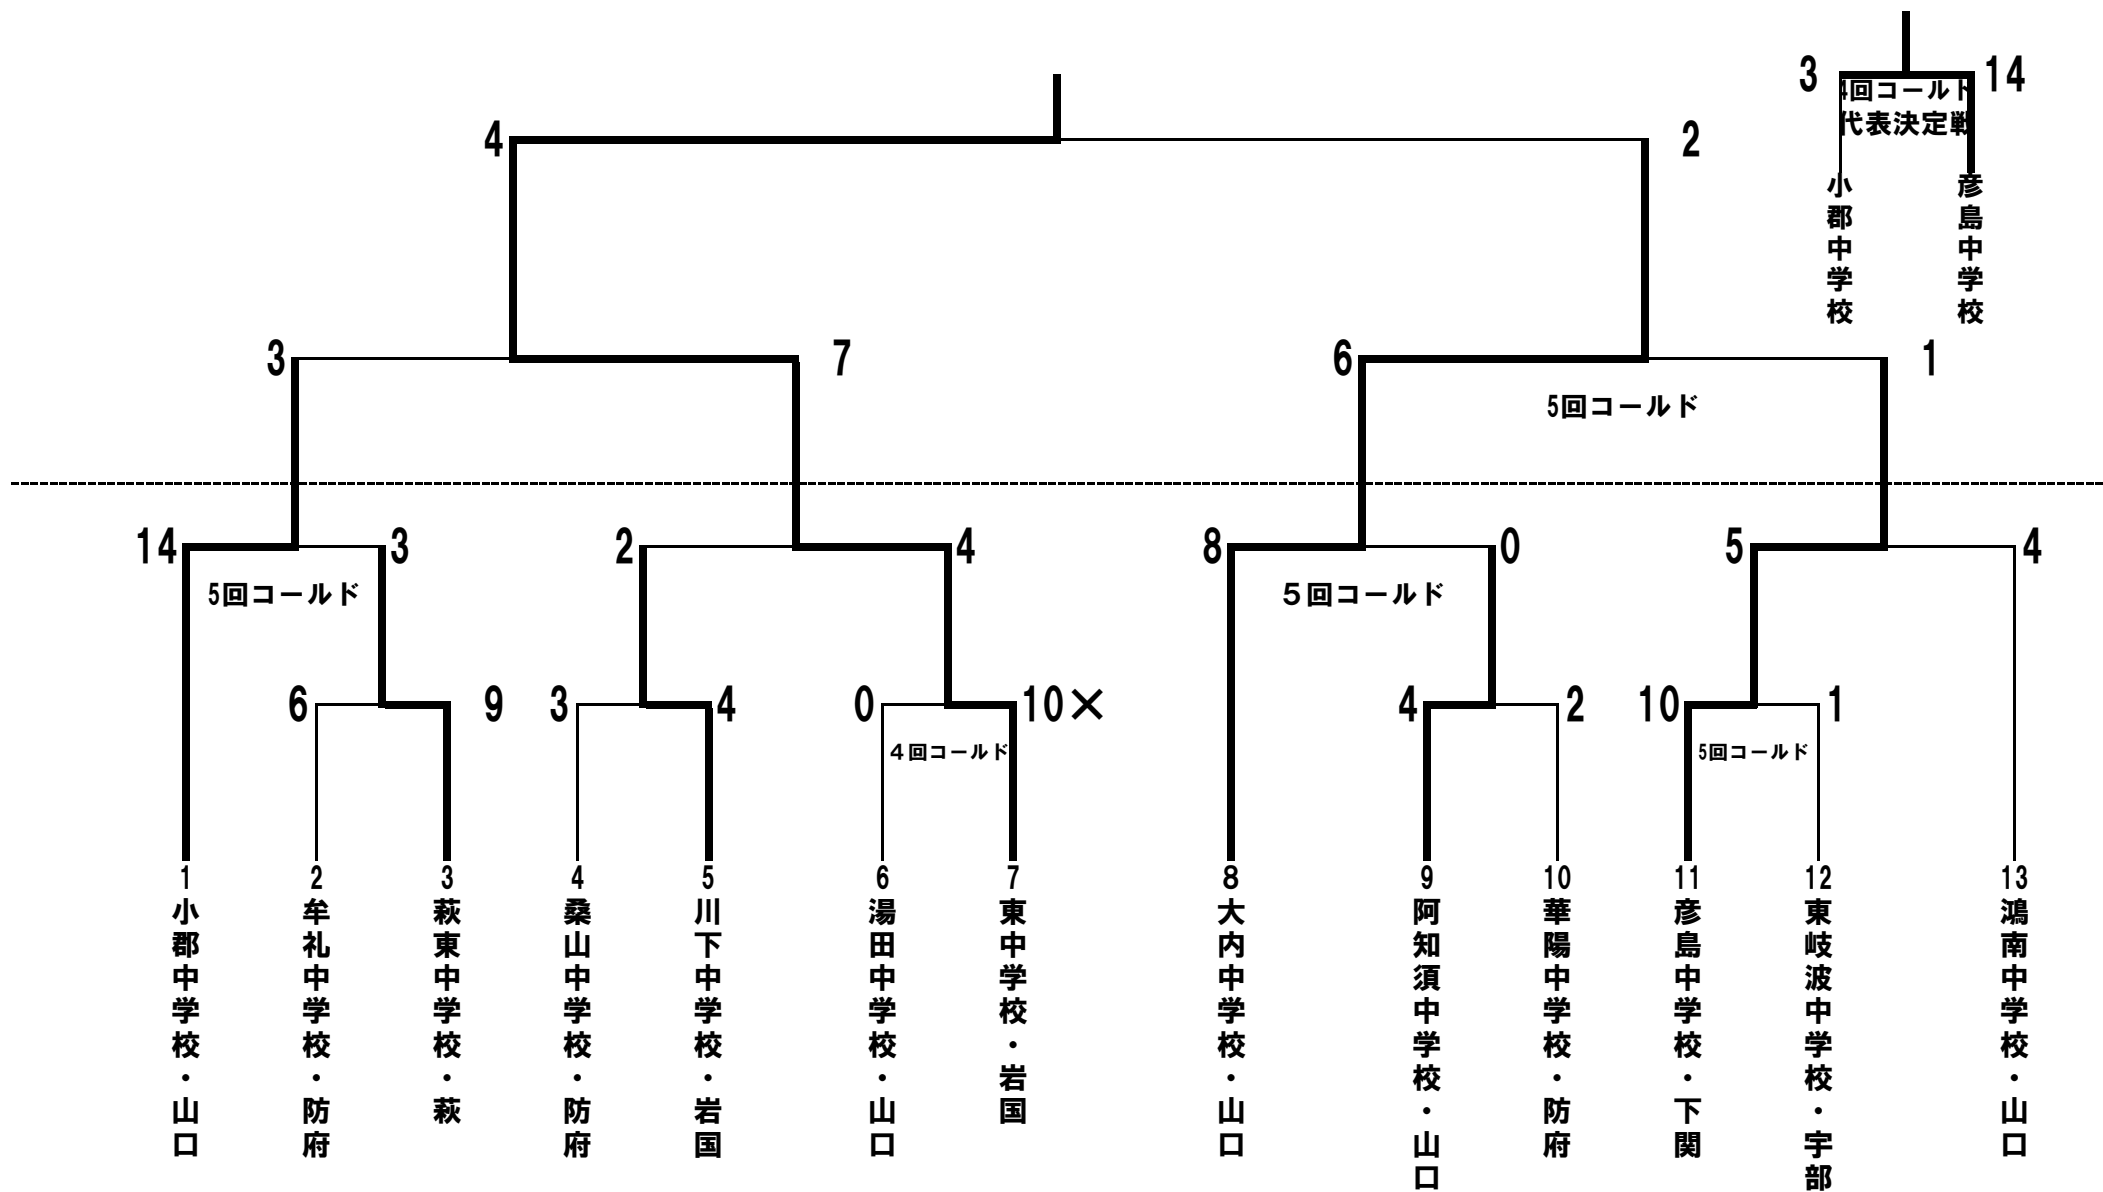 3
14
4回コールド
代表決定戦
小郡中学校
彦島中学校
4
2
3
7
6
1
5回コールド
14
3
5回コールド
2
4
8
0
5回コールド
5
4
6
9
3
4
0
10×
4回コールド
4
2
10
1
5回コールド
1
小郡中学校・山口
2
牟礼中学校・防府
3
萩東中学校・萩
4
桑山中学校・防府
5
川下中学校・岩国
6
湯田中学校・山口
7
東中学校・岩国
8
大内中学校・山口
9
阿知須中学校・山口
10
華陽中学校・防府
11
彦島中学校・下関
12
東岐波中学校・宇部
13
鴻南中学校・山口